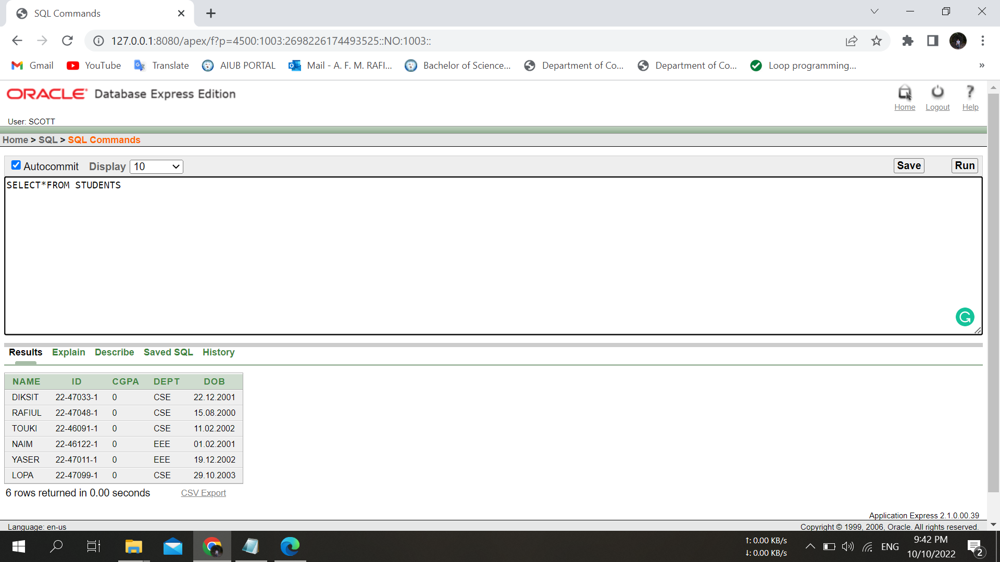 SQL Commands
127.0.0.1:8080/apex/f?p=4500:1003:2698226174493525::NO:1003::
Gmail YouTube Translate AIUB PORTAL Mail - A. F. M. RAFI... Bachelor of Science... Department of Co... Department of Co... Loop programming... »
ORACLE Database Express Edition
Home Logout Help
User: SCOTT
Home > SQL > SQL Commands
Autocommit Display 10 Save Run
SELECT*FROM STUDENTS
Results Explain Describe Saved SQL History
NAME ID CGPA DEPT DOB
DIKSIT 22-47033-1 0 CSE 22.12.2001
RAFIUL 22-47048-1 0 CSE 15.08.2000
TOUKI 22-46091-1 0 CSE 11.02.2002
NAIM 22-46122-1 0 EEE 01.02.2001
YASER 22-47011-1 0 EEE 19.12.2002
LOPA 22-47099-1 0 CSE 29.10.2003
6 rows returned in 0.00 seconds CSV Export
Application Express 2.1.0.00.39
Language: en-us Copyright © 1999, 2006, Oracle. All rights reserved.
↑: 0.00 KB/s
↓: 0.00 KB/s
ENG
9:42 PM
10/10/2022
2